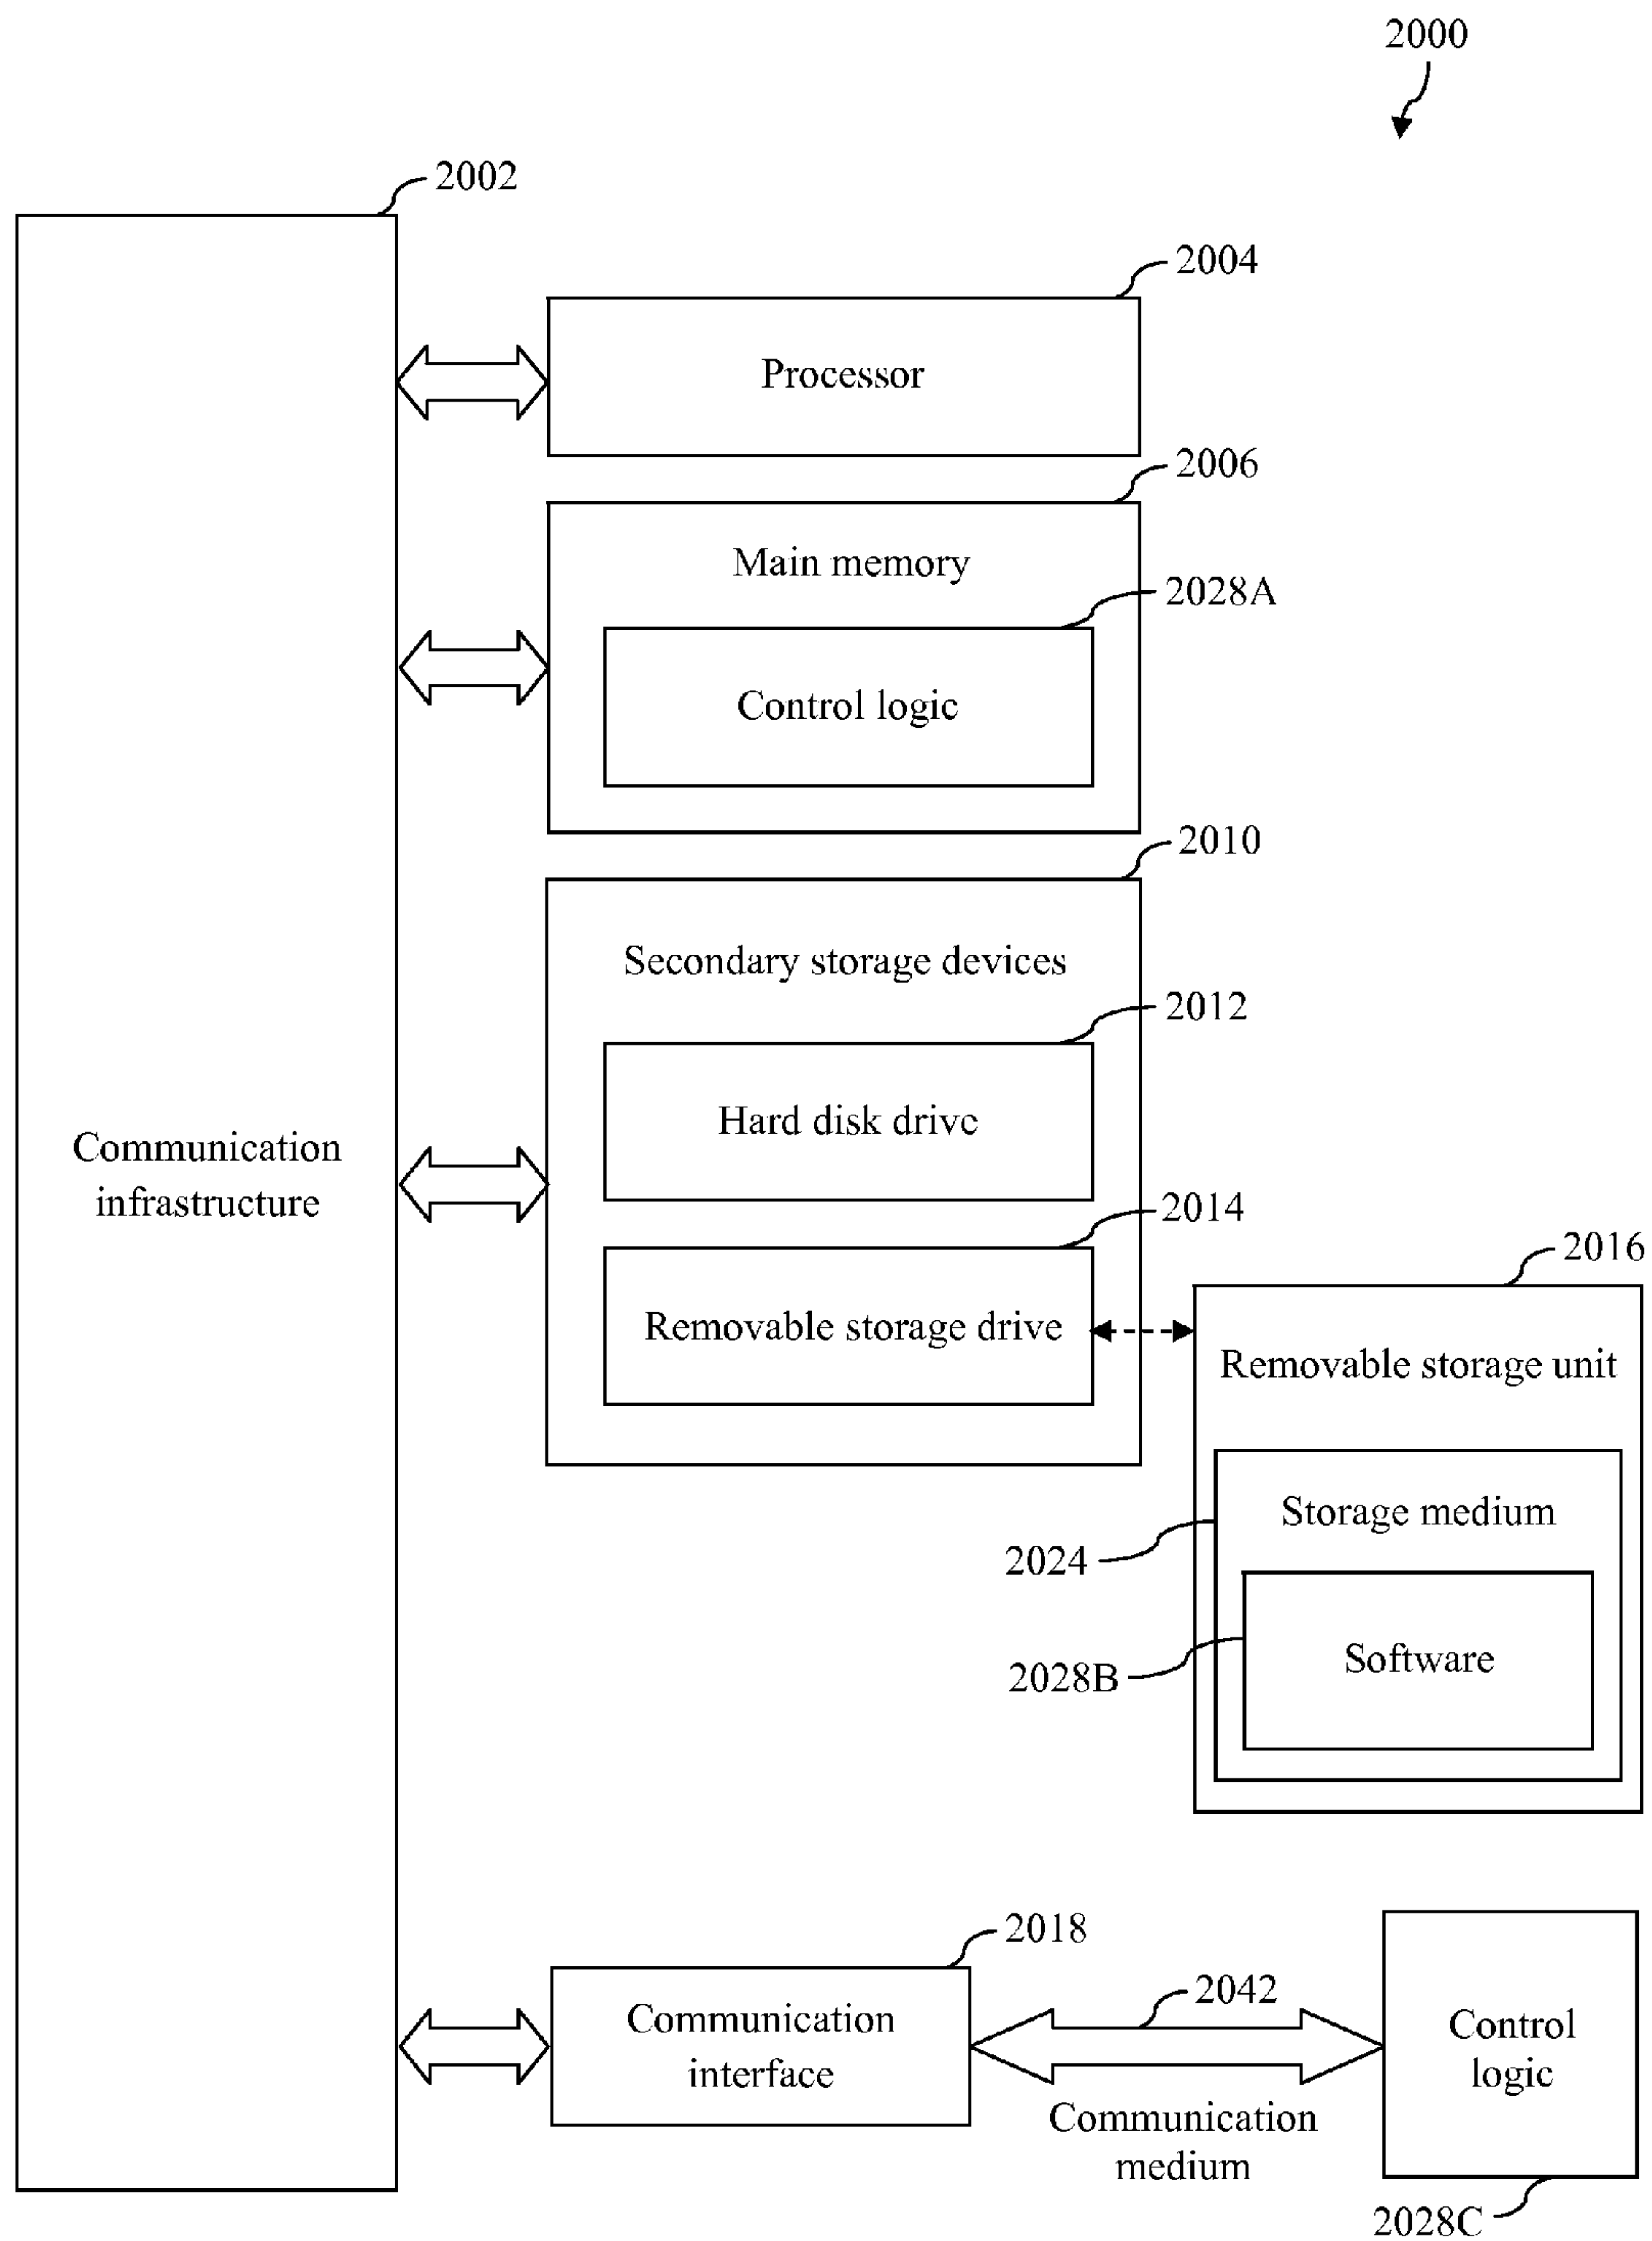 2000
2002
2004
Processor
2006
Main memory
2028A
Control logic
2010
Secondary storage devices
2012
Hard disk drive
2014
Removable storage drive
Communication
infrastructure
2016
Removable storage unit
Storage medium
2024
Software
2028B
2018
Communication
interface
2042
Communication
medium
Control
logic
2028C